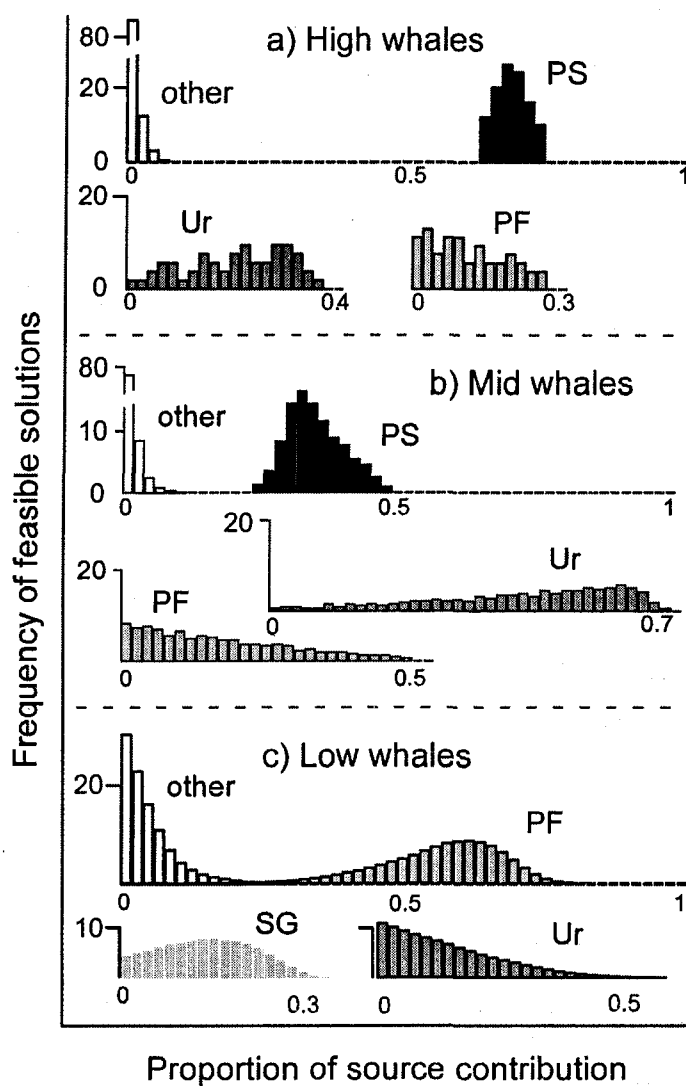 a) High whales
80
20
0
other
PS
0 0.5 1
20
0
Ur
PF
0 0.4 0 0.3
b) Mid whales
80
10
0
other
PS
0 0.5 1
20
Ur
0 0.7
20
PF
0 0.5
c) Low whales
20
other
PF
0 0.5 1
10
SG
Ur
0 0.3 0 0.5
Frequency of feasible solutions
Proportion of source contribution